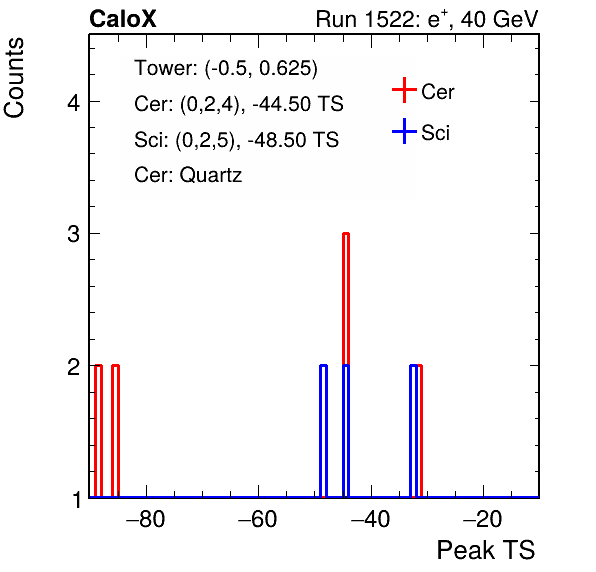 CaloX Run 1522: e⁺, 40 GeV
Counts
Tower: (-0.5, 0.625)
Cer: (0,2,4), -44.50 TS
Sci: (0,2,5), -48.50 TS
Cer: Quartz
Cer
Sci
4
3
2
1
−80 −60 −40 −20
Peak TS